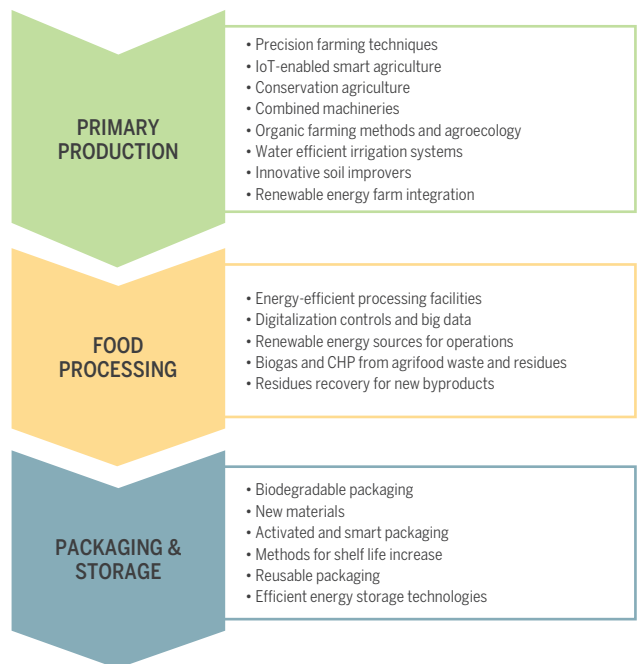 PRIMARY
PRODUCTION
• Precision farming techniques
• IoT-enabled smart agriculture
• Conservation agriculture
• Combined machineries
• Organic farming methods and agroecology
• Water efficient irrigation systems
• Innovative soil improvers
• Renewable energy farm integration
FOOD
PROCESSING
• Energy-efficient processing facilities
• Digitalization controls and big data
• Renewable energy sources for operations
• Biogas and CHP from agrifood waste and residues
• Residues recovery for new byproducts
PACKAGING &
STORAGE
• Biodegradable packaging
• New materials
• Activated and smart packaging
• Methods for shelf life increase
• Reusable packaging
• Efficient energy storage technologies